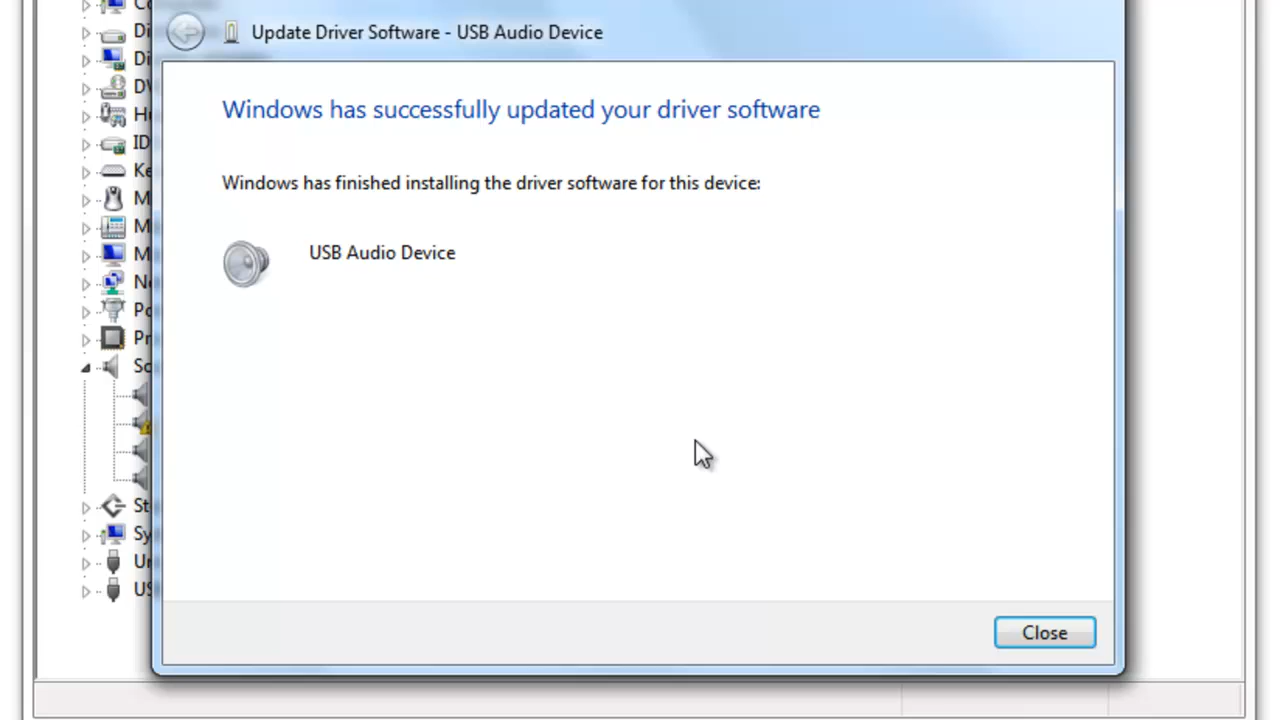 Update Driver Software - USB Audio Device
Windows has successfully updated your driver software
Windows has finished installing the driver software for this device:
USB Audio Device
Close